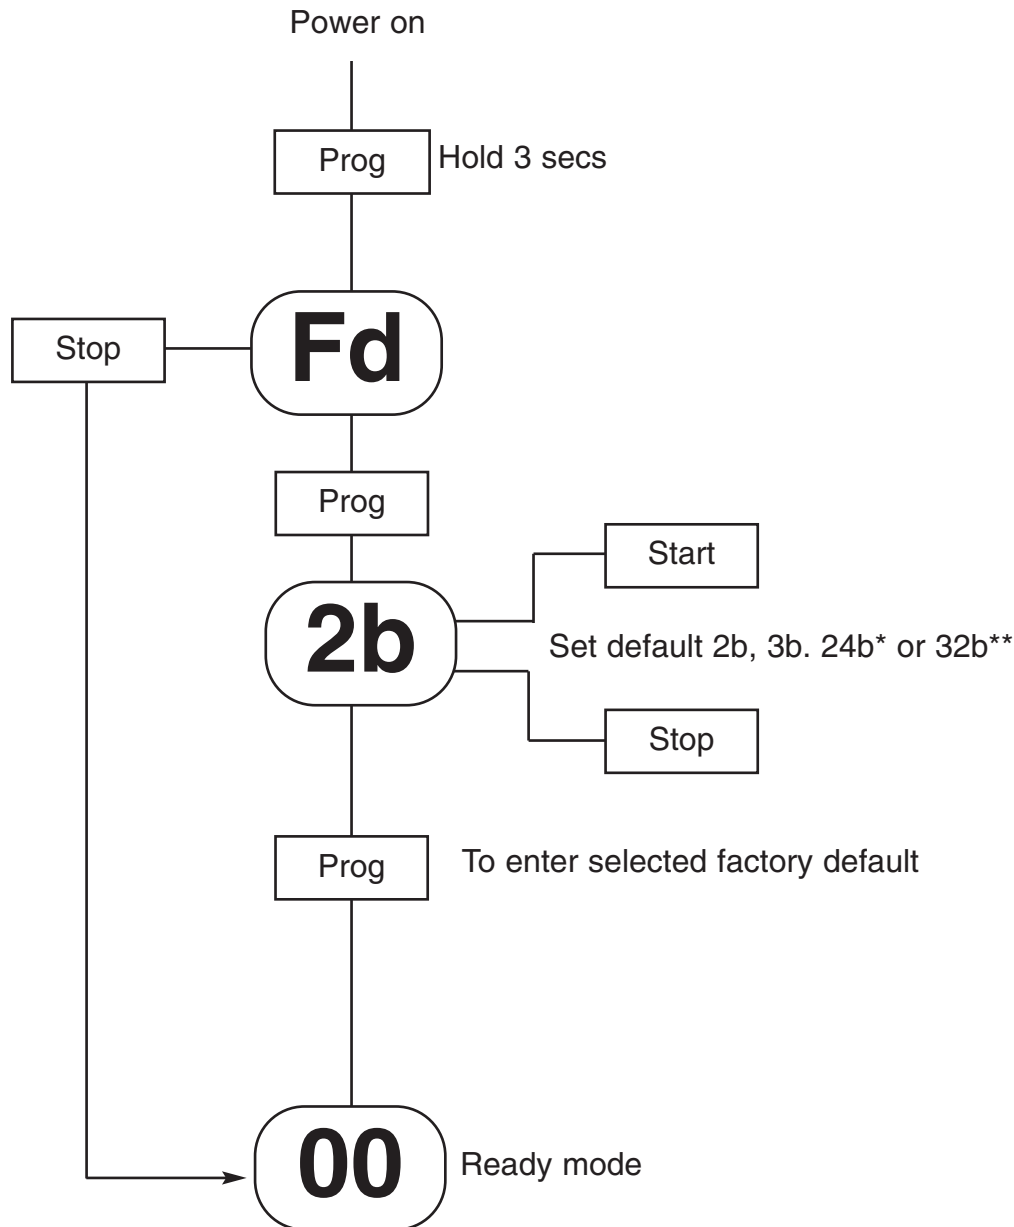 Power on
Prog
Hold 3 secs
Fd
Stop
Prog
Start
2b
Set default 2b, 3b. 24b* or 32b**
Stop
Prog
To enter selected factory default
00
Ready mode